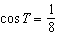 cos T = 1/8